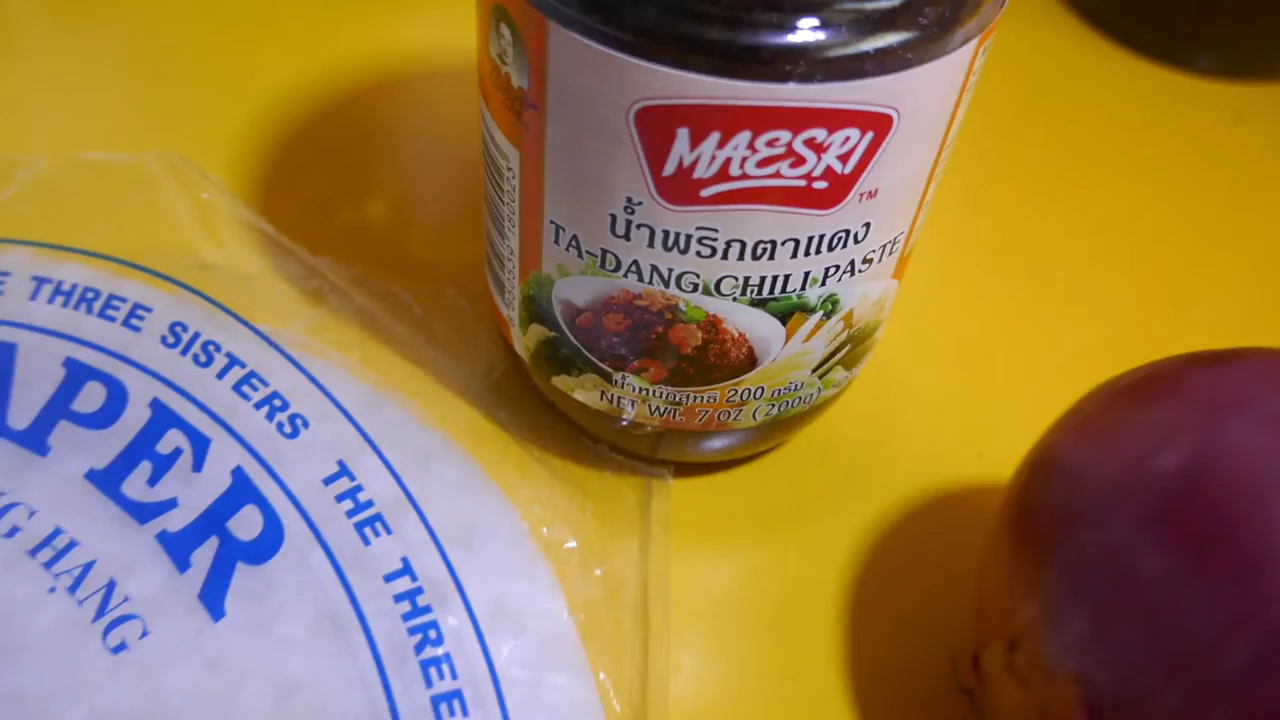 MAESRI
TM
น้ำพริกตาแดง
TA-DANG CHILI PASTE
น้ำหนักสุทธิ 200 กรัม
NET WT. 7 OZ (200g)
THREE SISTERS THE THREE
HẠNG